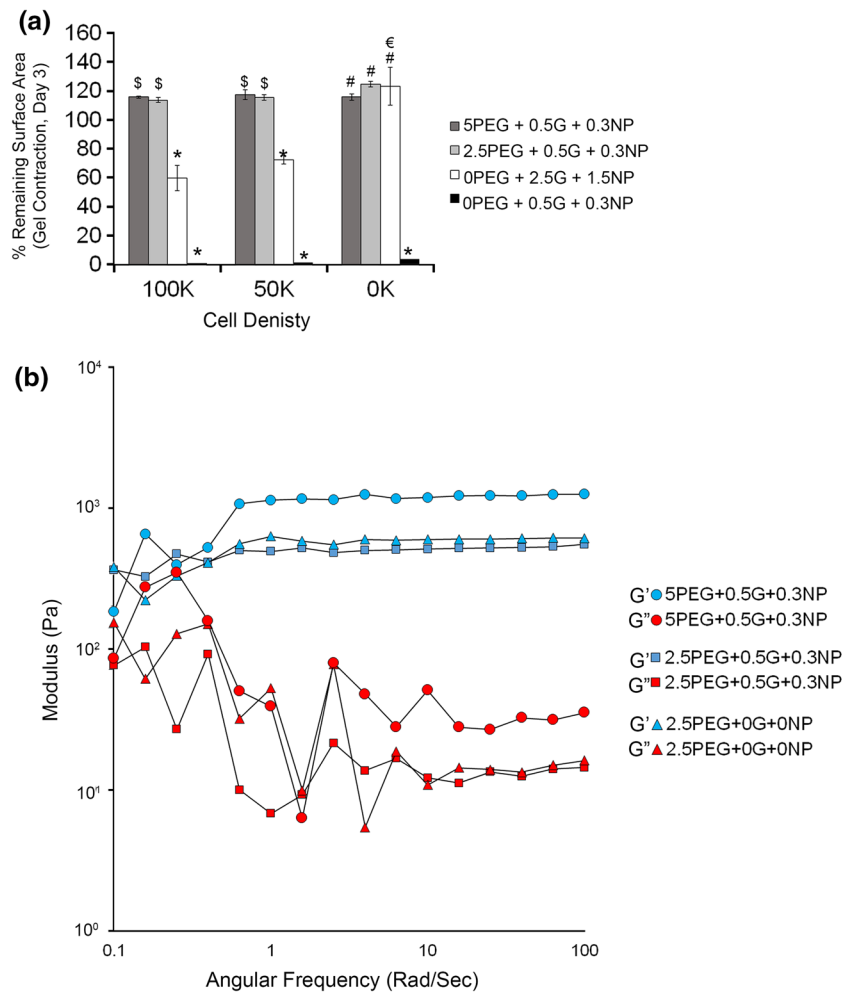 (a)
% Remaining Surface Area
(Gel Contraction, Day 3)
160
140
120
100
80
60
40
20
0
$ $
*
*
$ $
*
*
# # € #
*
100K 50K 0K
Cell Denisty
5PEG + 0.5G + 0.3NP
2.5PEG + 0.5G + 0.3NP
0PEG + 2.5G + 1.5NP
0PEG + 0.5G + 0.3NP
(b)
Modulus (Pa)
10⁴
10³
10²
10¹
10⁰
0.1 1 10 100
Angular Frequency (Rad/Sec)
G' 5PEG+0.5G+0.3NP
G" 5PEG+0.5G+0.3NP
G' 2.5PEG+0.5G+0.3NP
G" 2.5PEG+0.5G+0.3NP
G' 2.5PEG+0G+0NP
G" 2.5PEG+0G+0NP